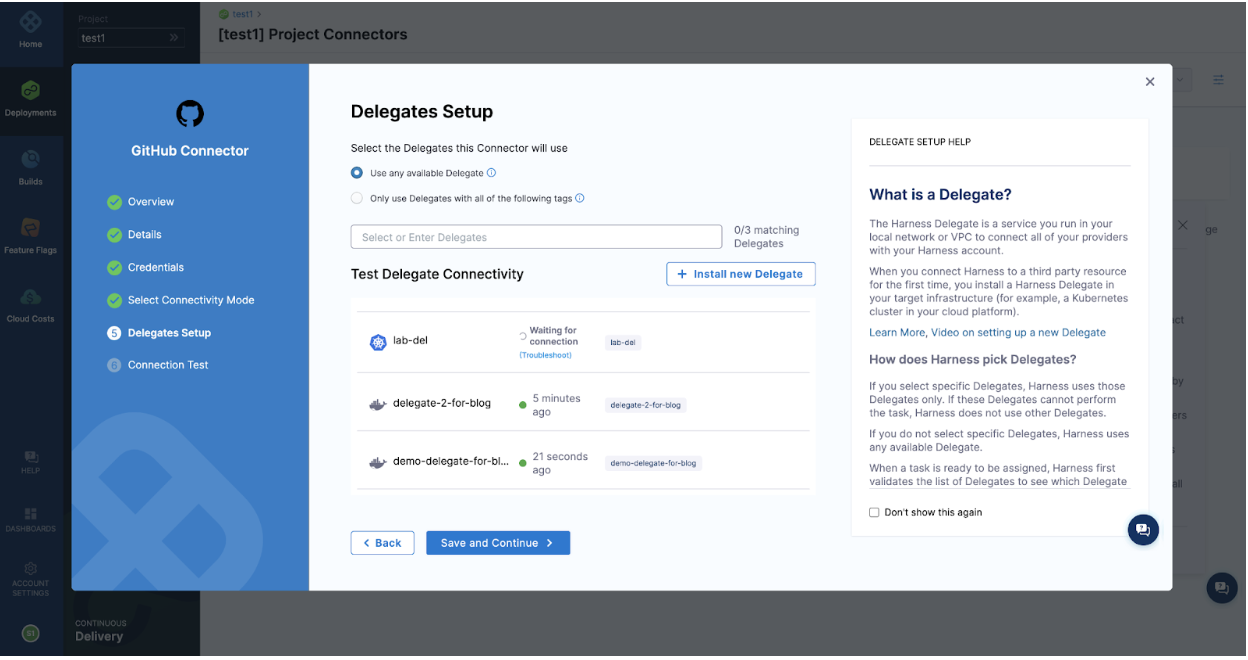 Home
Deployments
Builds
Feature Flags
Cloud Costs
HELP
DASHBOARDS
ACCOUNT
SETTINGS
S1
Project
test1
CONTINUOUS
Delivery
test1 >
[test1] Project Connectors
GitHub Connector
Overview
Details
Credentials
Select Connectivity Mode
5 Delegates Setup
6 Connection Test
Delegates Setup
Select the Delegates this Connector will use
Use any available Delegate
Only use Delegates with all of the following tags
Select or Enter Delegates
0/3 matching
Delegates
Test Delegate Connectivity
+ Install new Delegate
lab-del
Waiting for
connection
(Troubleshoot)
lab-del
delegate-2-for-blog
5 minutes
ago
delegate-2-for-blog
demo-delegate-for-bl...
21 seconds
ago
demo-delegate-for-blog
< Back
Save and Continue >
DELEGATE SETUP HELP
What is a Delegate?
The Harness Delegate is a service you run in your
local network or VPC to connect all of your providers
with your Harness account.
When you connect Harness to a third party resource
for the first time, you install a Harness Delegate in
your target infrastructure (for example, a Kubernetes
cluster in your cloud platform).
Learn More, Video on setting up a new Delegate
How does Harness pick Delegates?
If you select specific Delegates, Harness uses those
Delegates only. If these Delegates cannot perform
the task, Harness does not use other Delegates.
If you do not select specific Delegates, Harness uses
any available Delegate.
When a task is ready to be assigned, Harness first
validates the list of Delegates to see which Delegate
Don't show this again
ge
ct
by
ers
s
ell